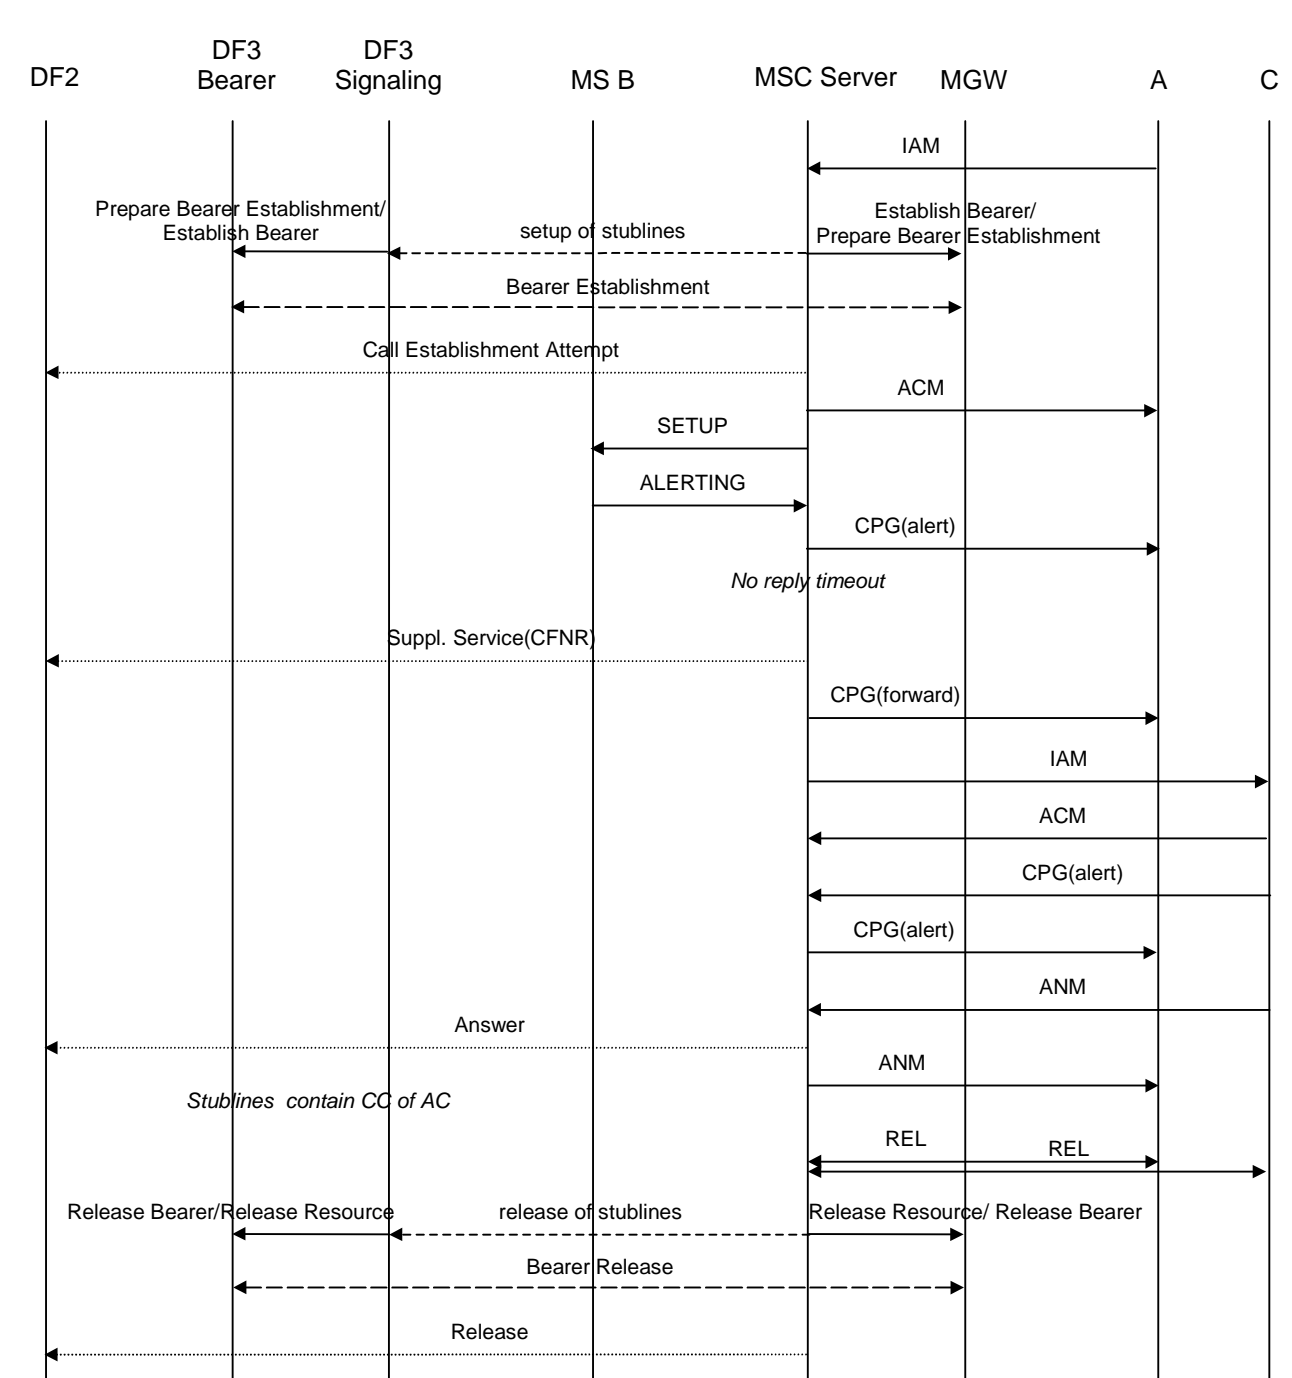 DF2
DF3
Bearer
DF3
Signaling
MS B
MSC Server
MGW
A
C
IAM
Prepare Bearer Establishment/
Establish Bearer
setup of stublines
Establish Bearer/
Prepare Bearer Establishment
Bearer Establishment
Call Establishment Attempt
ACM
SETUP
ALERTING
CPG(alert)
No reply timeout
Suppl. Service(CFNR)
CPG(forward)
IAM
ACM
CPG(alert)
CPG(alert)
ANM
Answer
ANM
Stublines contain CC of AC
REL
REL
Release Bearer/Release Resource
release of stublines
Release Resource/ Release Bearer
Bearer Release
Release